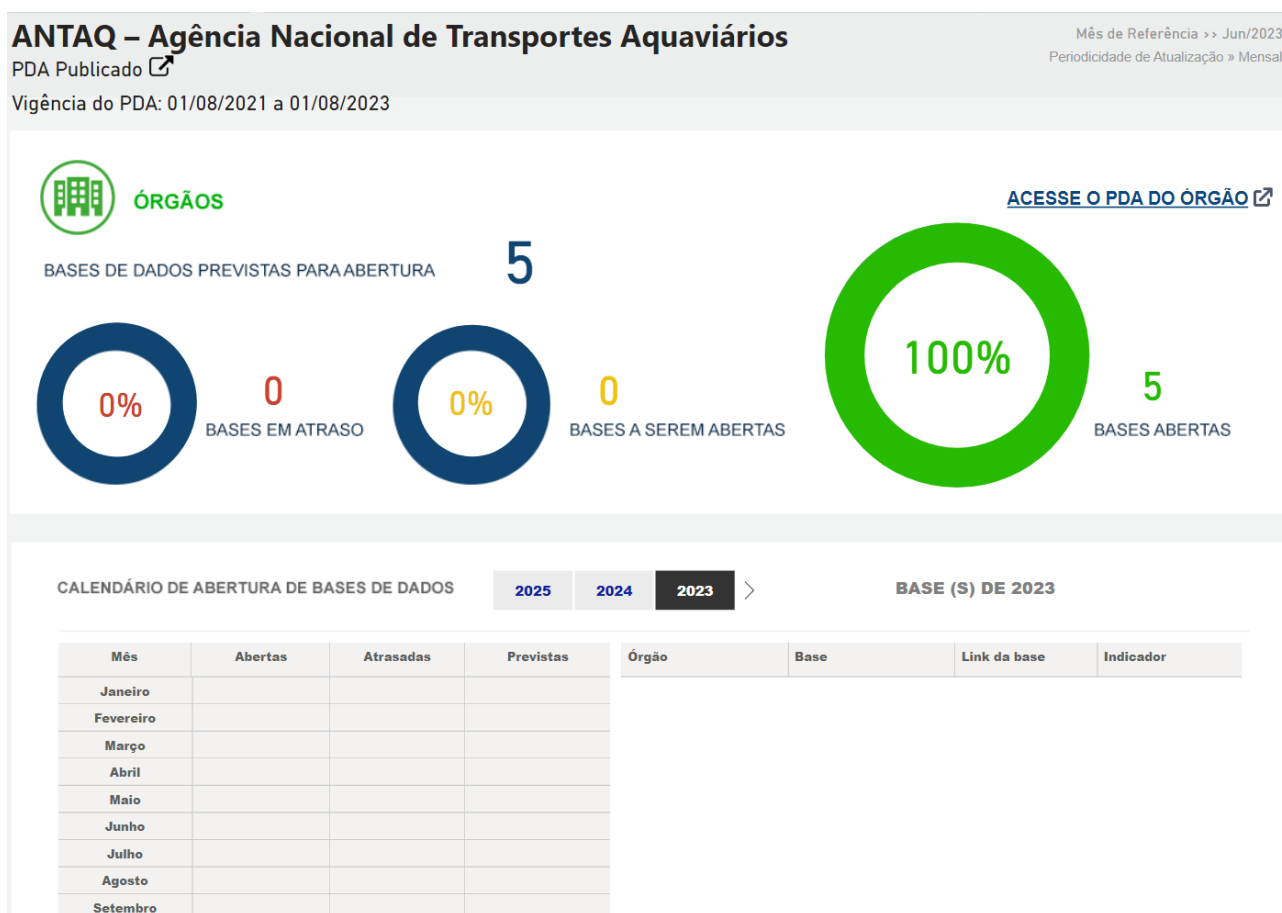 ANTAQ – Agência Nacional de Transportes Aquaviários
Mês de Referência >> Jun/2023
PDA Publicado
Periodicidade de Atualização » Mensal
Vigência do PDA: 01/08/2021 a 01/08/2023
ÓRGÃOS
ACESSE O PDA DO ÓRGÃO
BASES DE DADOS PREVISTAS PARA ABERTURA 5
0%
0
BASES EM ATRASO
0%
0
BASES A SEREM ABERTAS
100%
5
BASES ABERTAS
CALENDÁRIO DE ABERTURA DE BASES DE DADOS 2025 2024 2023 BASE (S) DE 2023
Mês Abertas Atrasadas Previstas Órgão Base Link da base Indicador
Janeiro
Fevereiro
Março
Abril
Maio
Junho
Julho
Agosto
Setembro